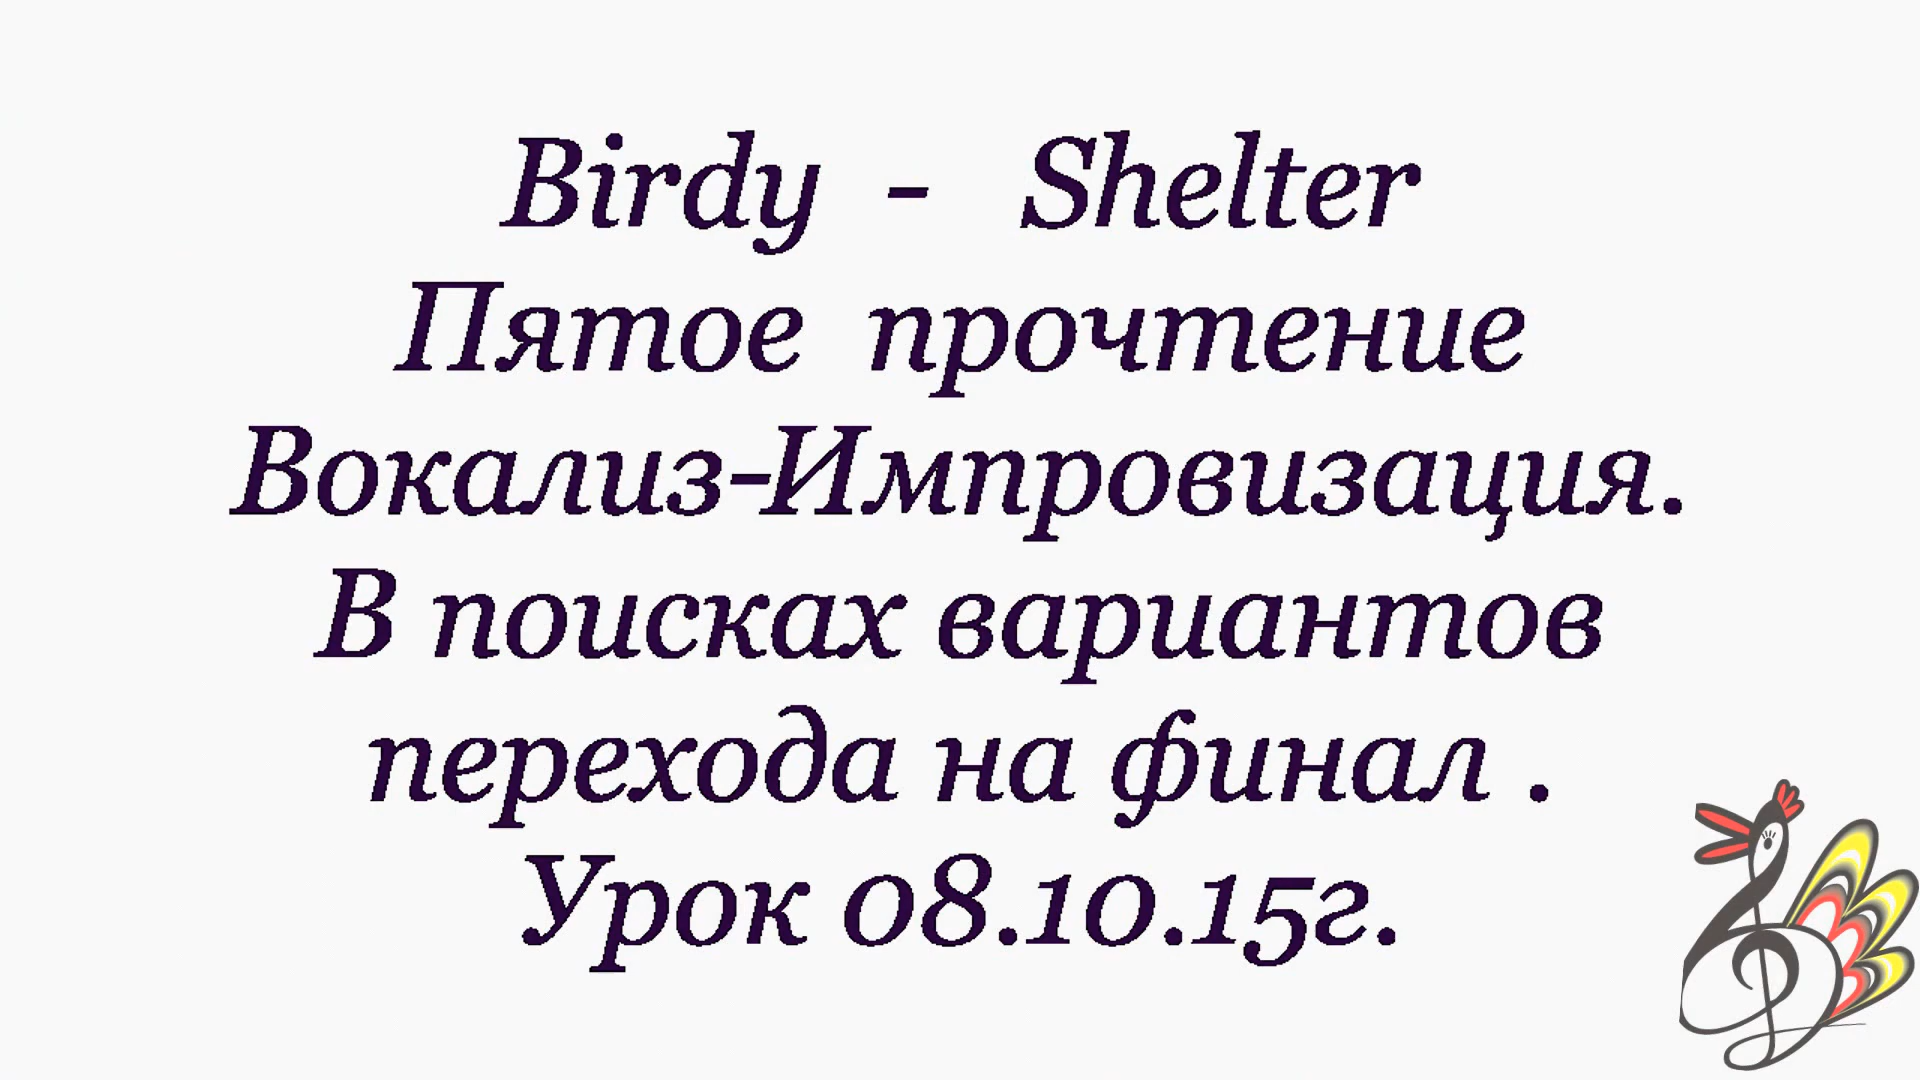 Birdy - Shelter
Пятое прочтение
Вокализ-Импровизация.
В поисках вариантов
перехода на финал .
Урок 08.10.15г.